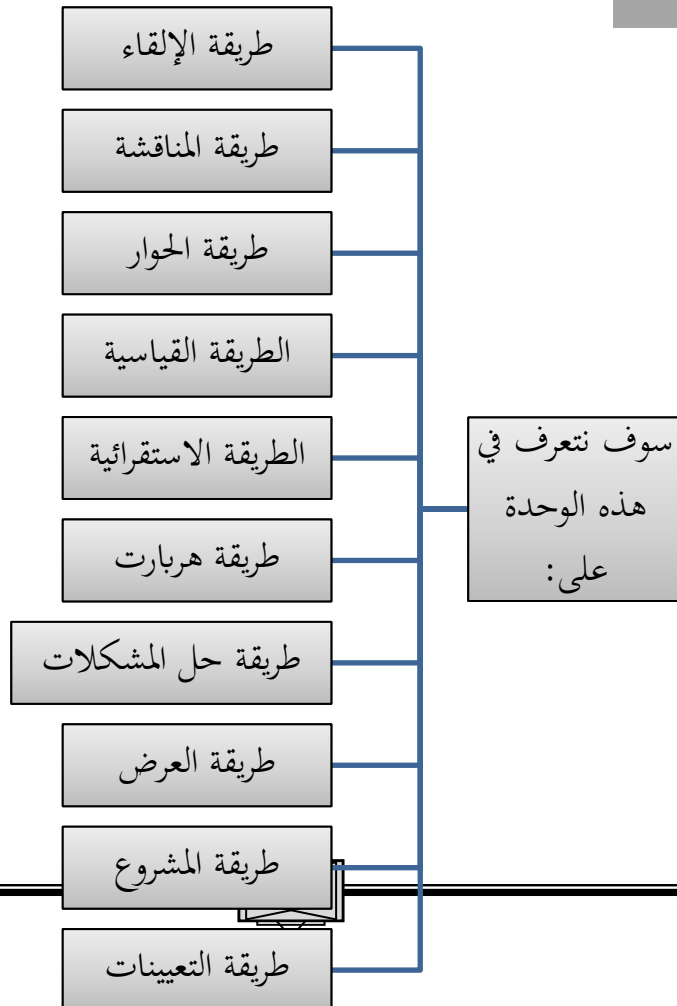 سوف نتعرف في
هذه الوحدة
على:
طريقة الإلقاء
طريقة المناقشة
طريقة الحوار
الطريقة القياسية
الطريقة الاستقرائية
طريقة هربارت
طريقة حل المشكلات
طريقة العرض
طريقة المشروع
طريقة التعيينات